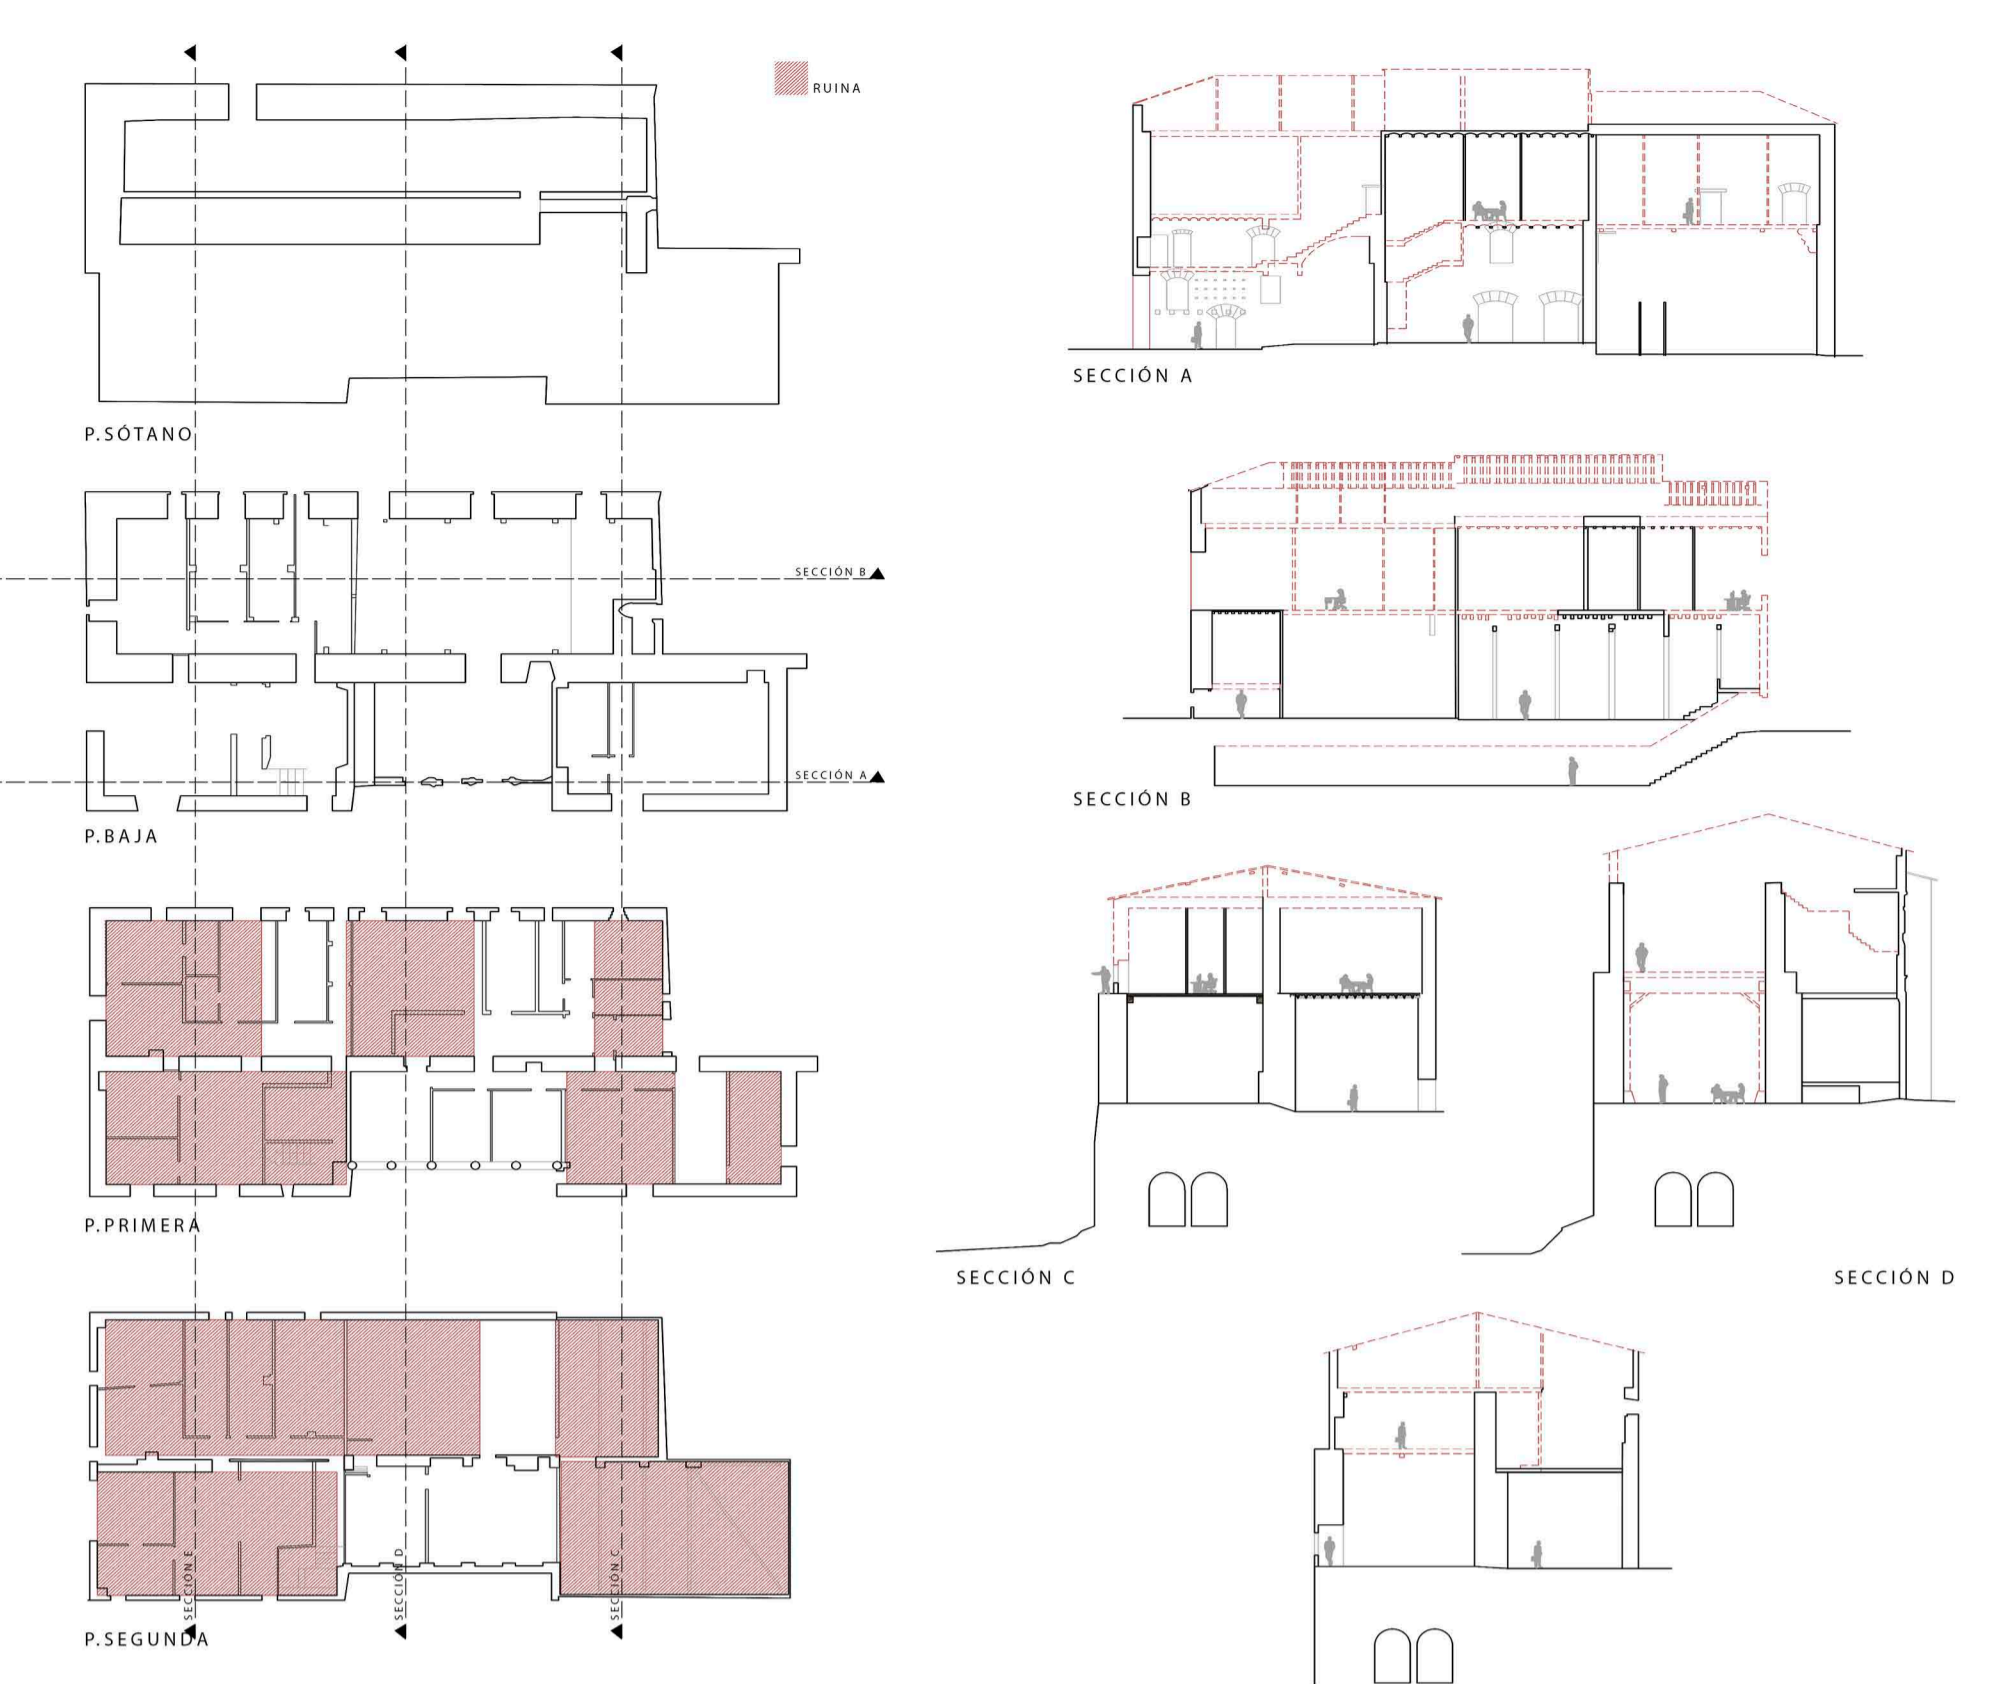 RUINA
P.SÓTANO
SECCIÓN B
SECCIÓN A
P.BAJA
P.PRIMERA
SECCIÓN E
SECCIÓN D
SECCIÓN C
P.SEGUNDA
SECCIÓN A
SECCIÓN B
SECCIÓN C
SECCIÓN D